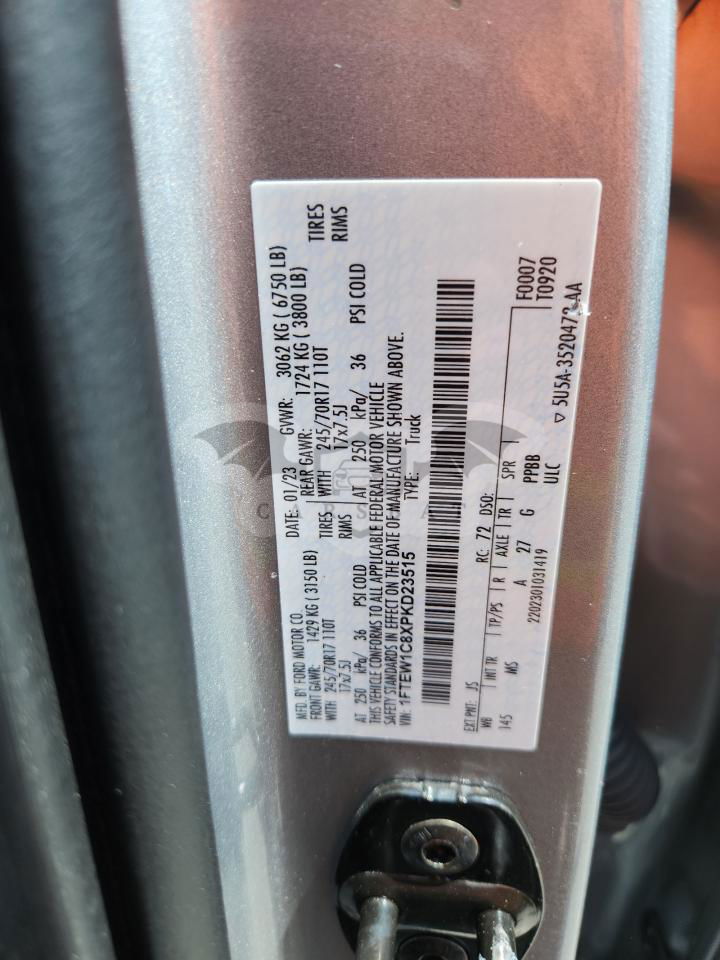 MFD. BY FORD MOTOR CO. DATE: 01/23 GVWR: 3062 KG ( 6750 LB)
FRONT GAWR: 1429 KG ( 3150 LB) REAR GAWR: 1724 KG ( 3800 LB)
WITH 245/70R17 110T TIRES WITH 245/70R17 110T TIRES
17x7.5J RIMS 17x7.5J RIMS
AT 250 kPa/ 36 PSI COLD AT 250 kPa/ 36 PSI COLD
THIS VEHICLE CONFORMS TO ALL APPLICABLE FEDERAL MOTOR VEHICLE
SAFETY STANDARDS IN EFFECT ON THE DATE OF MANUFACTURE SHOWN ABOVE.
VIN: 1FTEW1C8XPKD23515 TYPE: Truck
EXT PNT: JS RC: 72 DSO: F0007
WB INT TR TP/PS R AXLE TR SPR T0920
145 MS A 27 G PPBB
2202301031419 ULC
5U5A-3520472-AA